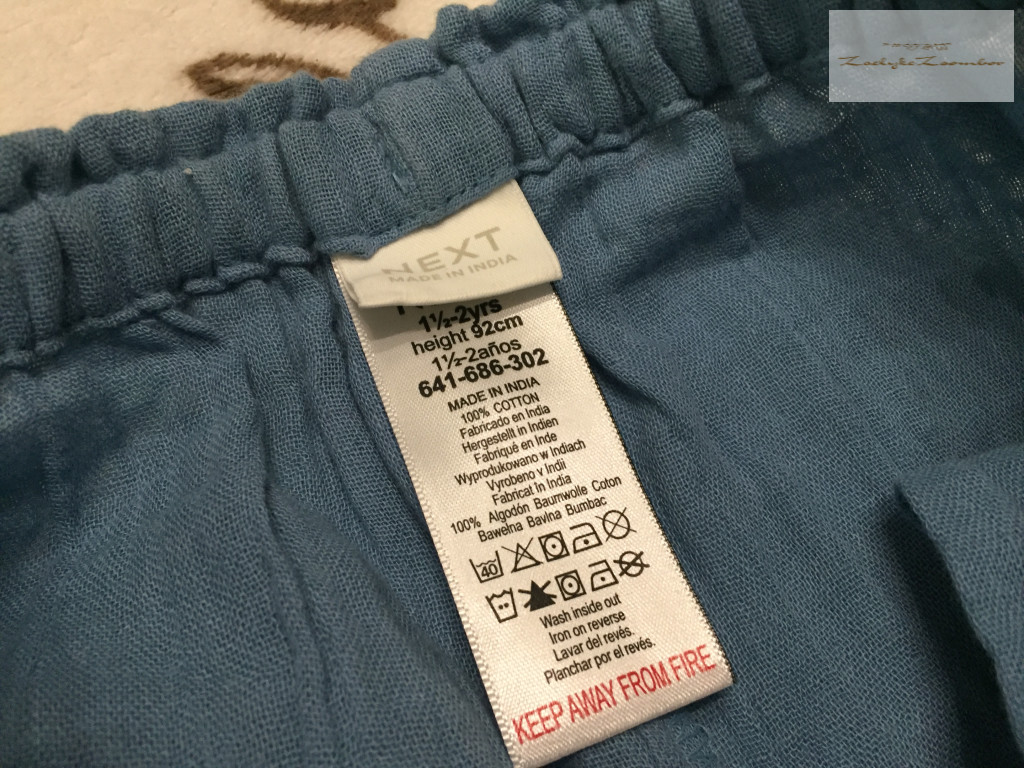 NEXT
MADE IN INDIA
1½-2yrs
height 92cm
1½-2años
641-686-302
MADE IN INDIA
100% COTTON
Fabricado en India
Hergestellt in Indien
Fabriqué en Inde
Wyprodukowano w Indiach
Vyrobeno v Indii
Fabricat în India
100% Algodón Baumwolle Coton
Bawełna Bavlna Bumbac
40
Wash inside out
Iron on reverse
Lavar del revés.
Planchar por el revés.
KEEP AWAY FROM FIRE